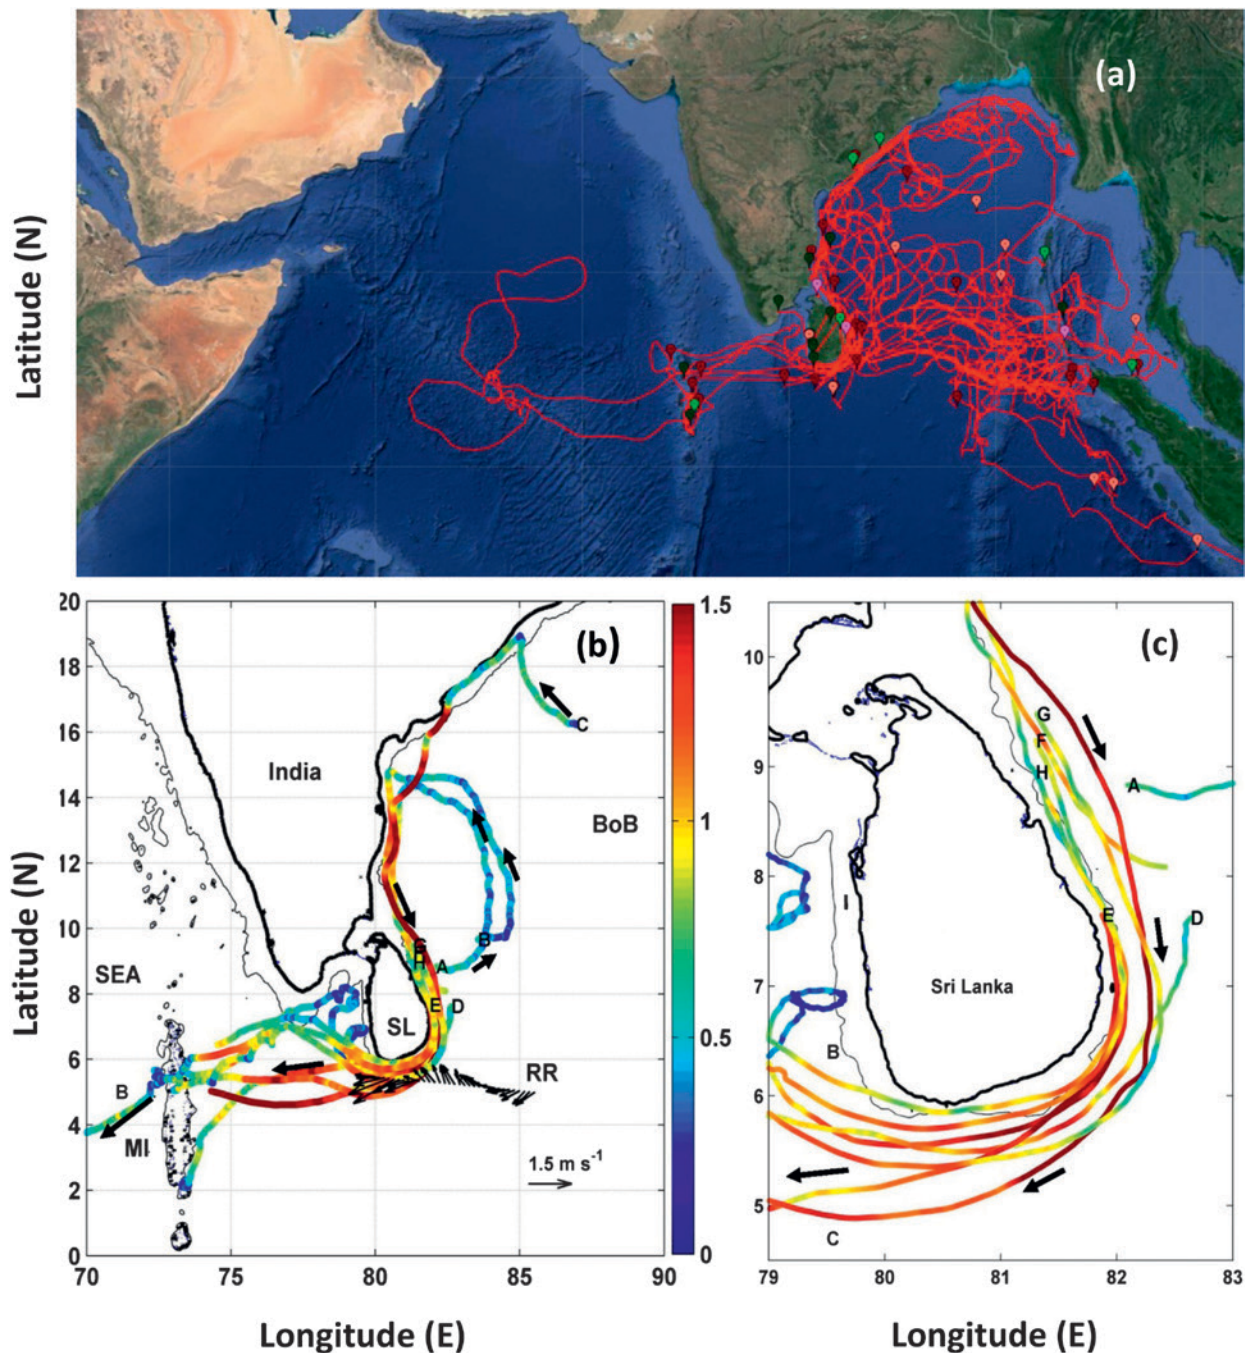 (a)
Latitude (N)
20
18
16
14
12
10
8
6
4
2
0
70
75
80
85
90
(b)
C
India
BoB
B
G
H
A
SEA
E
D
SL
RR
B
MI
1.5 m s⁻¹
Latitude (N)
Longitude (E)
1.5
1
0.5
0
10
9
8
7
6
5
79
80
81
82
83
(c)
G
F
H
A
I
E
D
Sri Lanka
B
C
Longitude (E)